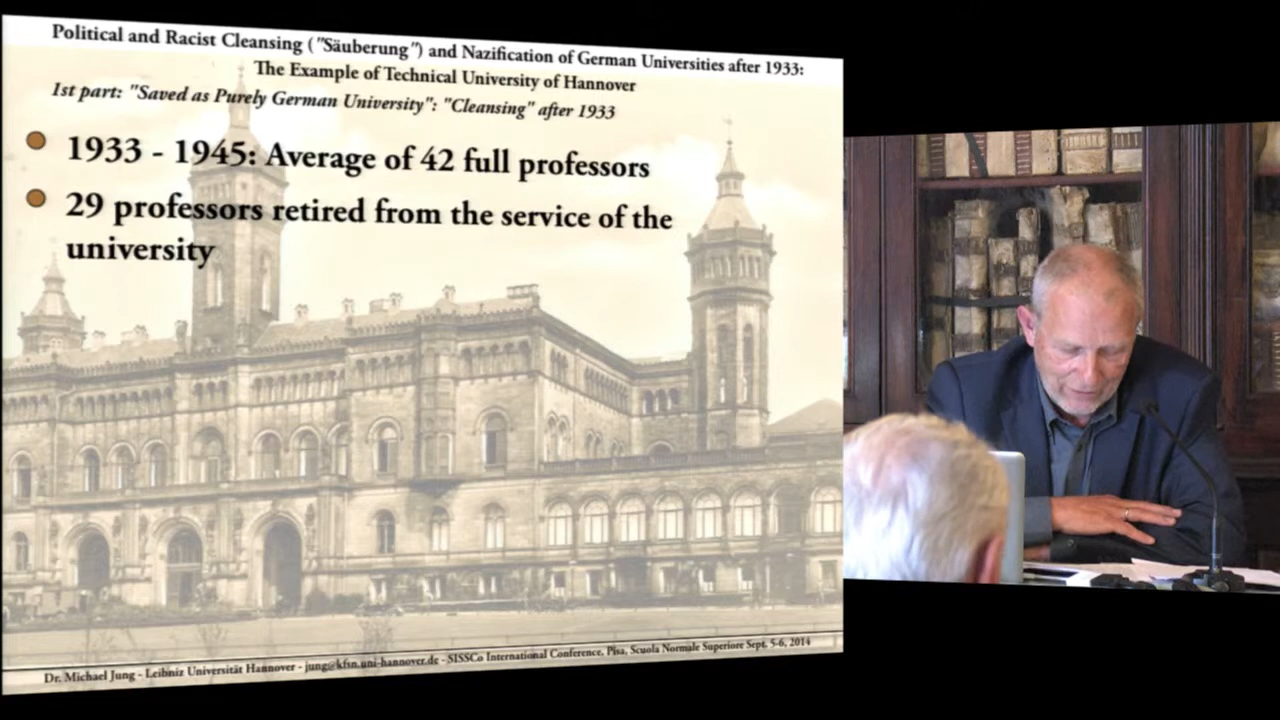 Political and Racist Cleansing ("Säuberung") and Nazification of German Universities after 1933:
The Example of Technical University of Hannover
1st part: "Saved as Purely German University": "Cleansing" after 1933
1933 - 1945: Average of 42 full professors
29 professors retired from the service of the
university
Dr. Michael Jung - Leibniz Universität Hannover - jung@kfsn.uni-hannover.de - SISSCo International Conference, Pisa, Scuola Normale Superiore Sept. 5-6, 2014